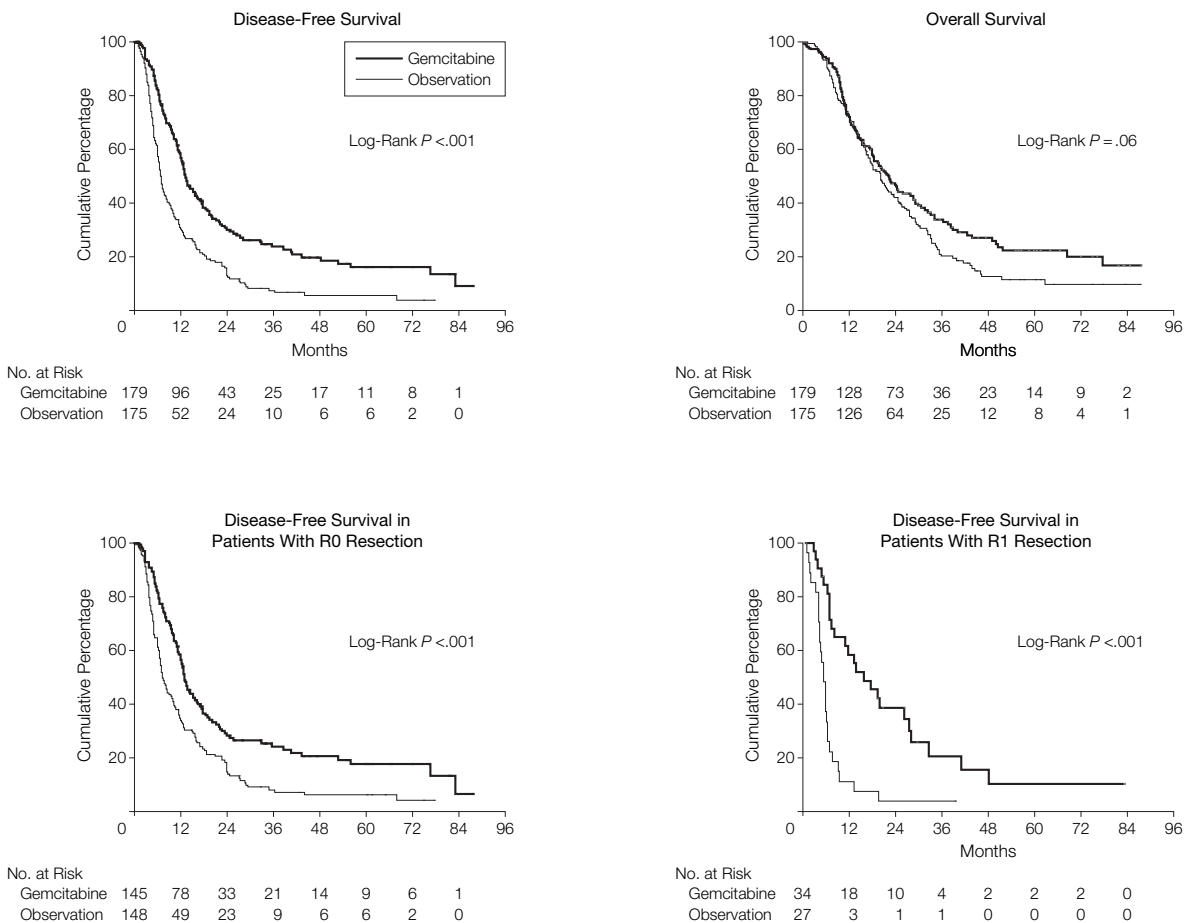 Disease-Free Survival
100
80
60
40
20
0 12 24 36 48 60 72 84 96
Cumulative Percentage
Gemcitabine
Observation
Log-Rank P <.001
Months
No. at Risk
Gemcitabine 179 96 43 25 17 11 8 1
Observation 175 52 24 10 6 6 2 0
Overall Survival
100
80
60
40
20
0
0 12 24 36 48 60 72 84 96
Cumulative Percentage
Log-Rank P = .06
Months
No. at Risk
Gemcitabine 179 128 73 36 23 14 9 2
Observation 175 126 64 25 12 8 4 1
Disease-Free Survival in
Patients With R0 Resection
100
80
60
40
20
0 12 24 36 48 60 72 84 96
Cumulative Percentage
Log-Rank P <.001
No. at Risk
Gemcitabine 145 78 33 21 14 9 6 1
Observation 148 49 23 9 6 6 2 0
Disease-Free Survival in
Patients With R1 Resection
100
80
60
40
20
0 12 24 36 48 60 72 84 96
Cumulative Percentage
Log-Rank P <.001
Months
No. at Risk
Gemcitabine 34 18 10 4 2 2 2 0
Observation 27 3 1 1 0 0 0 0